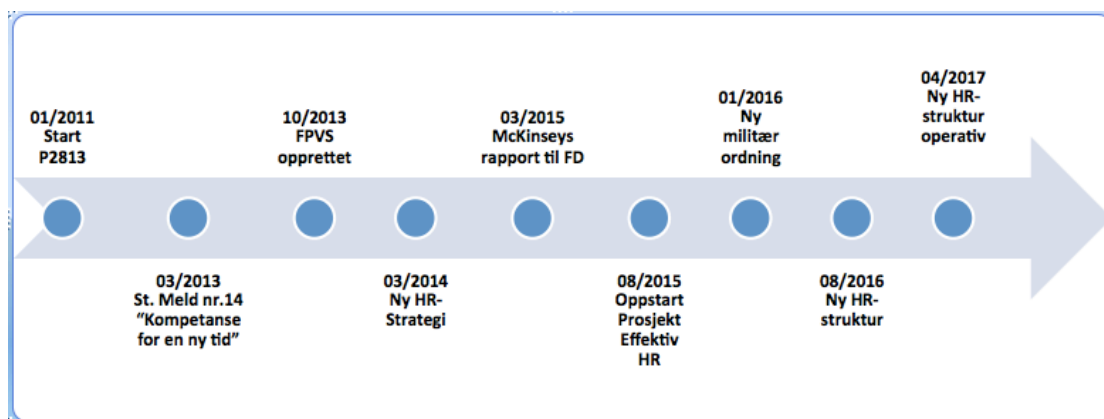 01/2011
Start
P2813
03/2013
St. Meld nr.14
"Kompetanse
for en ny tid”
10/2013
FPVS
opprettet
03/2014
Ny HR-
Strategi
03/2015
McKinseys
rapport til FD
08/2015
Oppstart
Prosjekt
Effektiv
HR
01/2016
Ny
militær
ordning
08/2016
Ny HR-
struktur
04/2017
Ny HR-
struktur
operativ